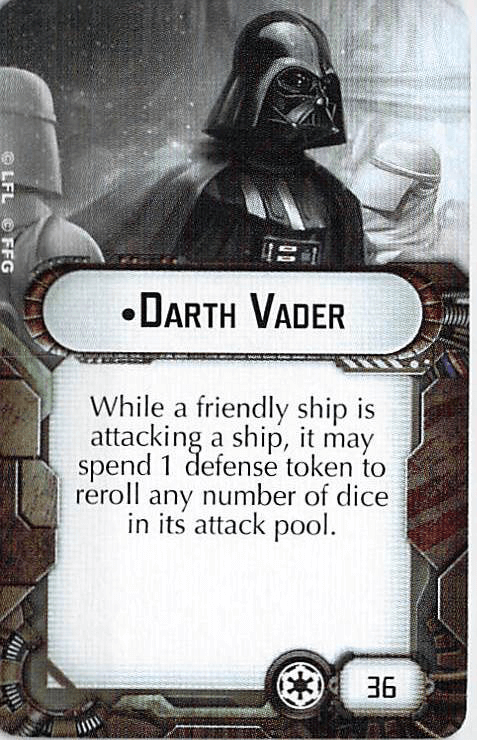 © LFL © FFG
•DARTH VADER
While a friendly ship is
attacking a ship, it may
spend 1 defense token to
reroll any number of dice
in its attack pool.
36